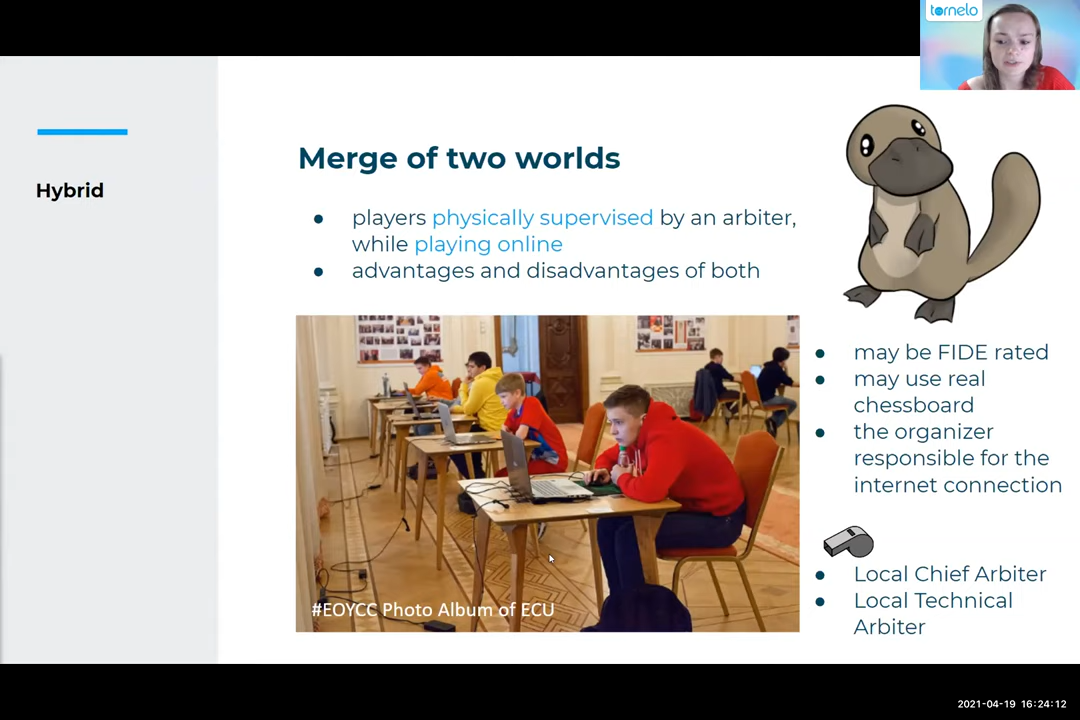 tornelo
Hybrid
Merge of two worlds
● players physically supervised by an arbiter,
while playing online
● advantages and disadvantages of both
#EOYCC Photo Album of ECU
● may be FIDE rated
● may use real
chessboard
● the organizer
responsible for the
internet connection
● Local Chief Arbiter
● Local Technical
Arbiter
2021-04-19 16:24:12